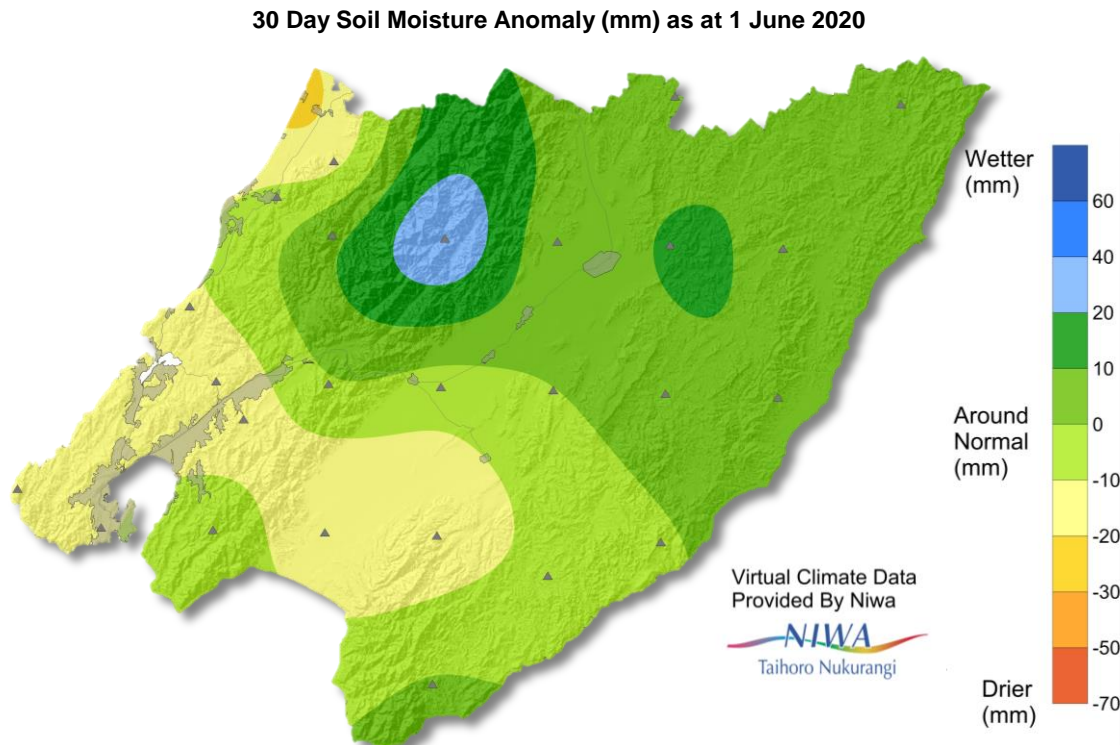 30 Day Soil Moisture Anomaly (mm) as at 1 June 2020
Wetter
(mm)
60
40
20
10
Around
Normal
(mm)
0
-10
-20
-30
-50
Drier
(mm)
-70
Virtual Climate Data
Provided By Niwa
NIWA
Taihoro Nukurangi